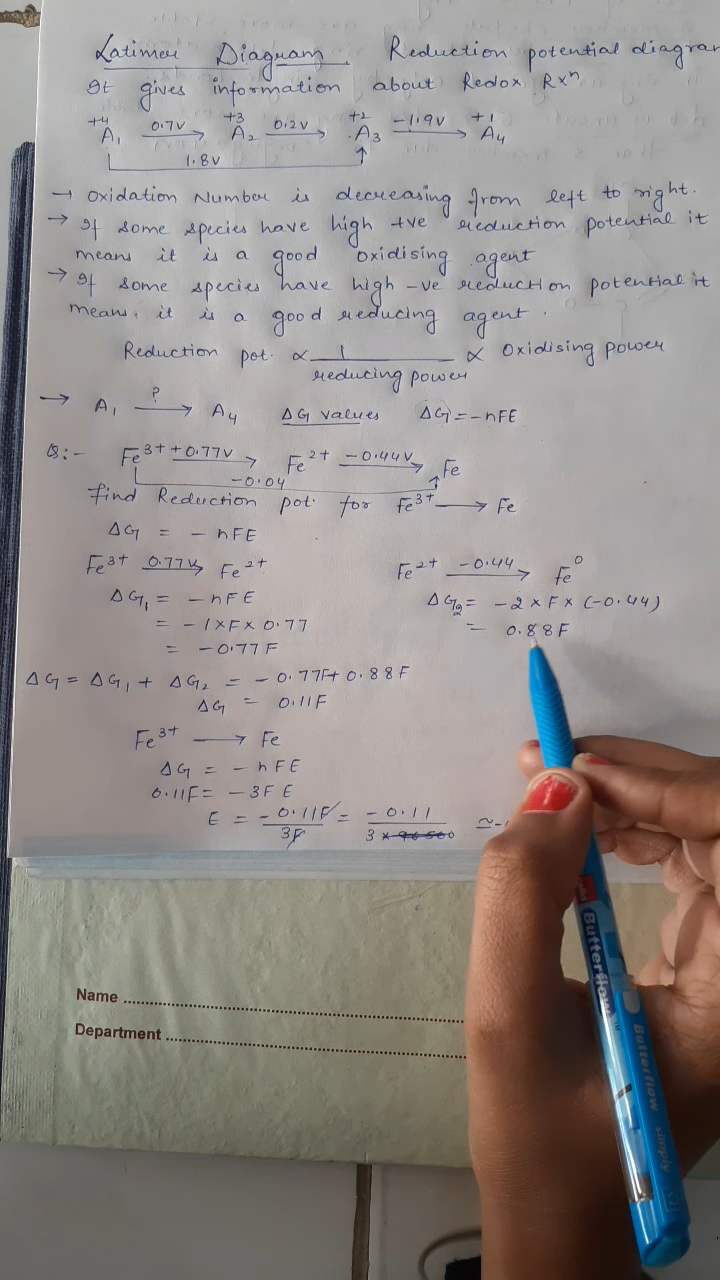 Latimer Diagram. Reduction potential diagram
It gives information about Redox Rxⁿ
+4 +3 +2 +1
A₁ 0.7V → A₂ 0.2V → A₃ -1.9V → A₄
1.8V
→ Oxidation Number is decreasing from left to right.
→ If some species have high +ve reduction potential it
means it is a good oxidising agent
→ If some species have high -ve reduction potential it
means it is a good reducing agent.
Reduction pot. ∝ 1 / reducing power ∝ Oxidising power
→ A₁ ? → A₄ ΔG values ΔG = -nFE
Q:- Fe³⁺ +0.77V → Fe²⁺ -0.44V → Fe
-0.04
find Reduction pot. for Fe³⁺ → Fe
ΔG = -nFE
Fe³⁺ 0.77V → Fe²⁺ Fe²⁺ -0.44 → Fe⁰
ΔG₁ = -nFE ΔG₂ = -2×F×(-0.44)
= -1×F×0.77 = 0.88F
= -0.77F
ΔG = ΔG₁ + ΔG₂ = -0.77F+0.88F
ΔG = 0.11F
Fe³⁺ → Fe
ΔG = -nFE
0.11F = -3FE
E = -0.11F / 3F = -0.11 / 3 × 96500 ≃ -
Name
Department
Butterflow
Butterflow simply